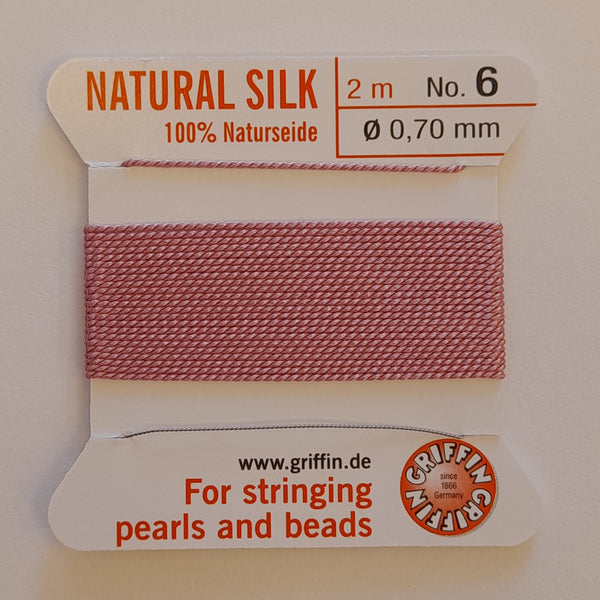 NATURAL SILK
100% Naturseide
2 m No. 6
Ø 0,70 mm
www.griffin.de
For stringing
pearls and beads
GRIFFIN GRIFFIN
since
1866
Germany